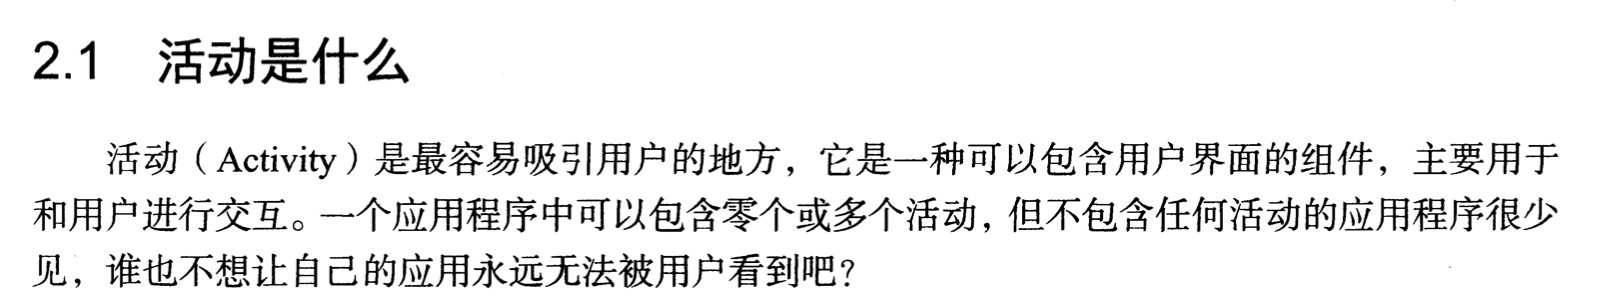 2.1 活动是什么
活动（Activity）是最容易吸引用户的地方，它是一种可以包含用户界面的组件，主要用于
和用户进行交互。一个应用程序中可以包含零个或多个活动，但不包含任何活动的应用程序很少
见，谁也不想让自己的应用永远无法被用户看到吧？